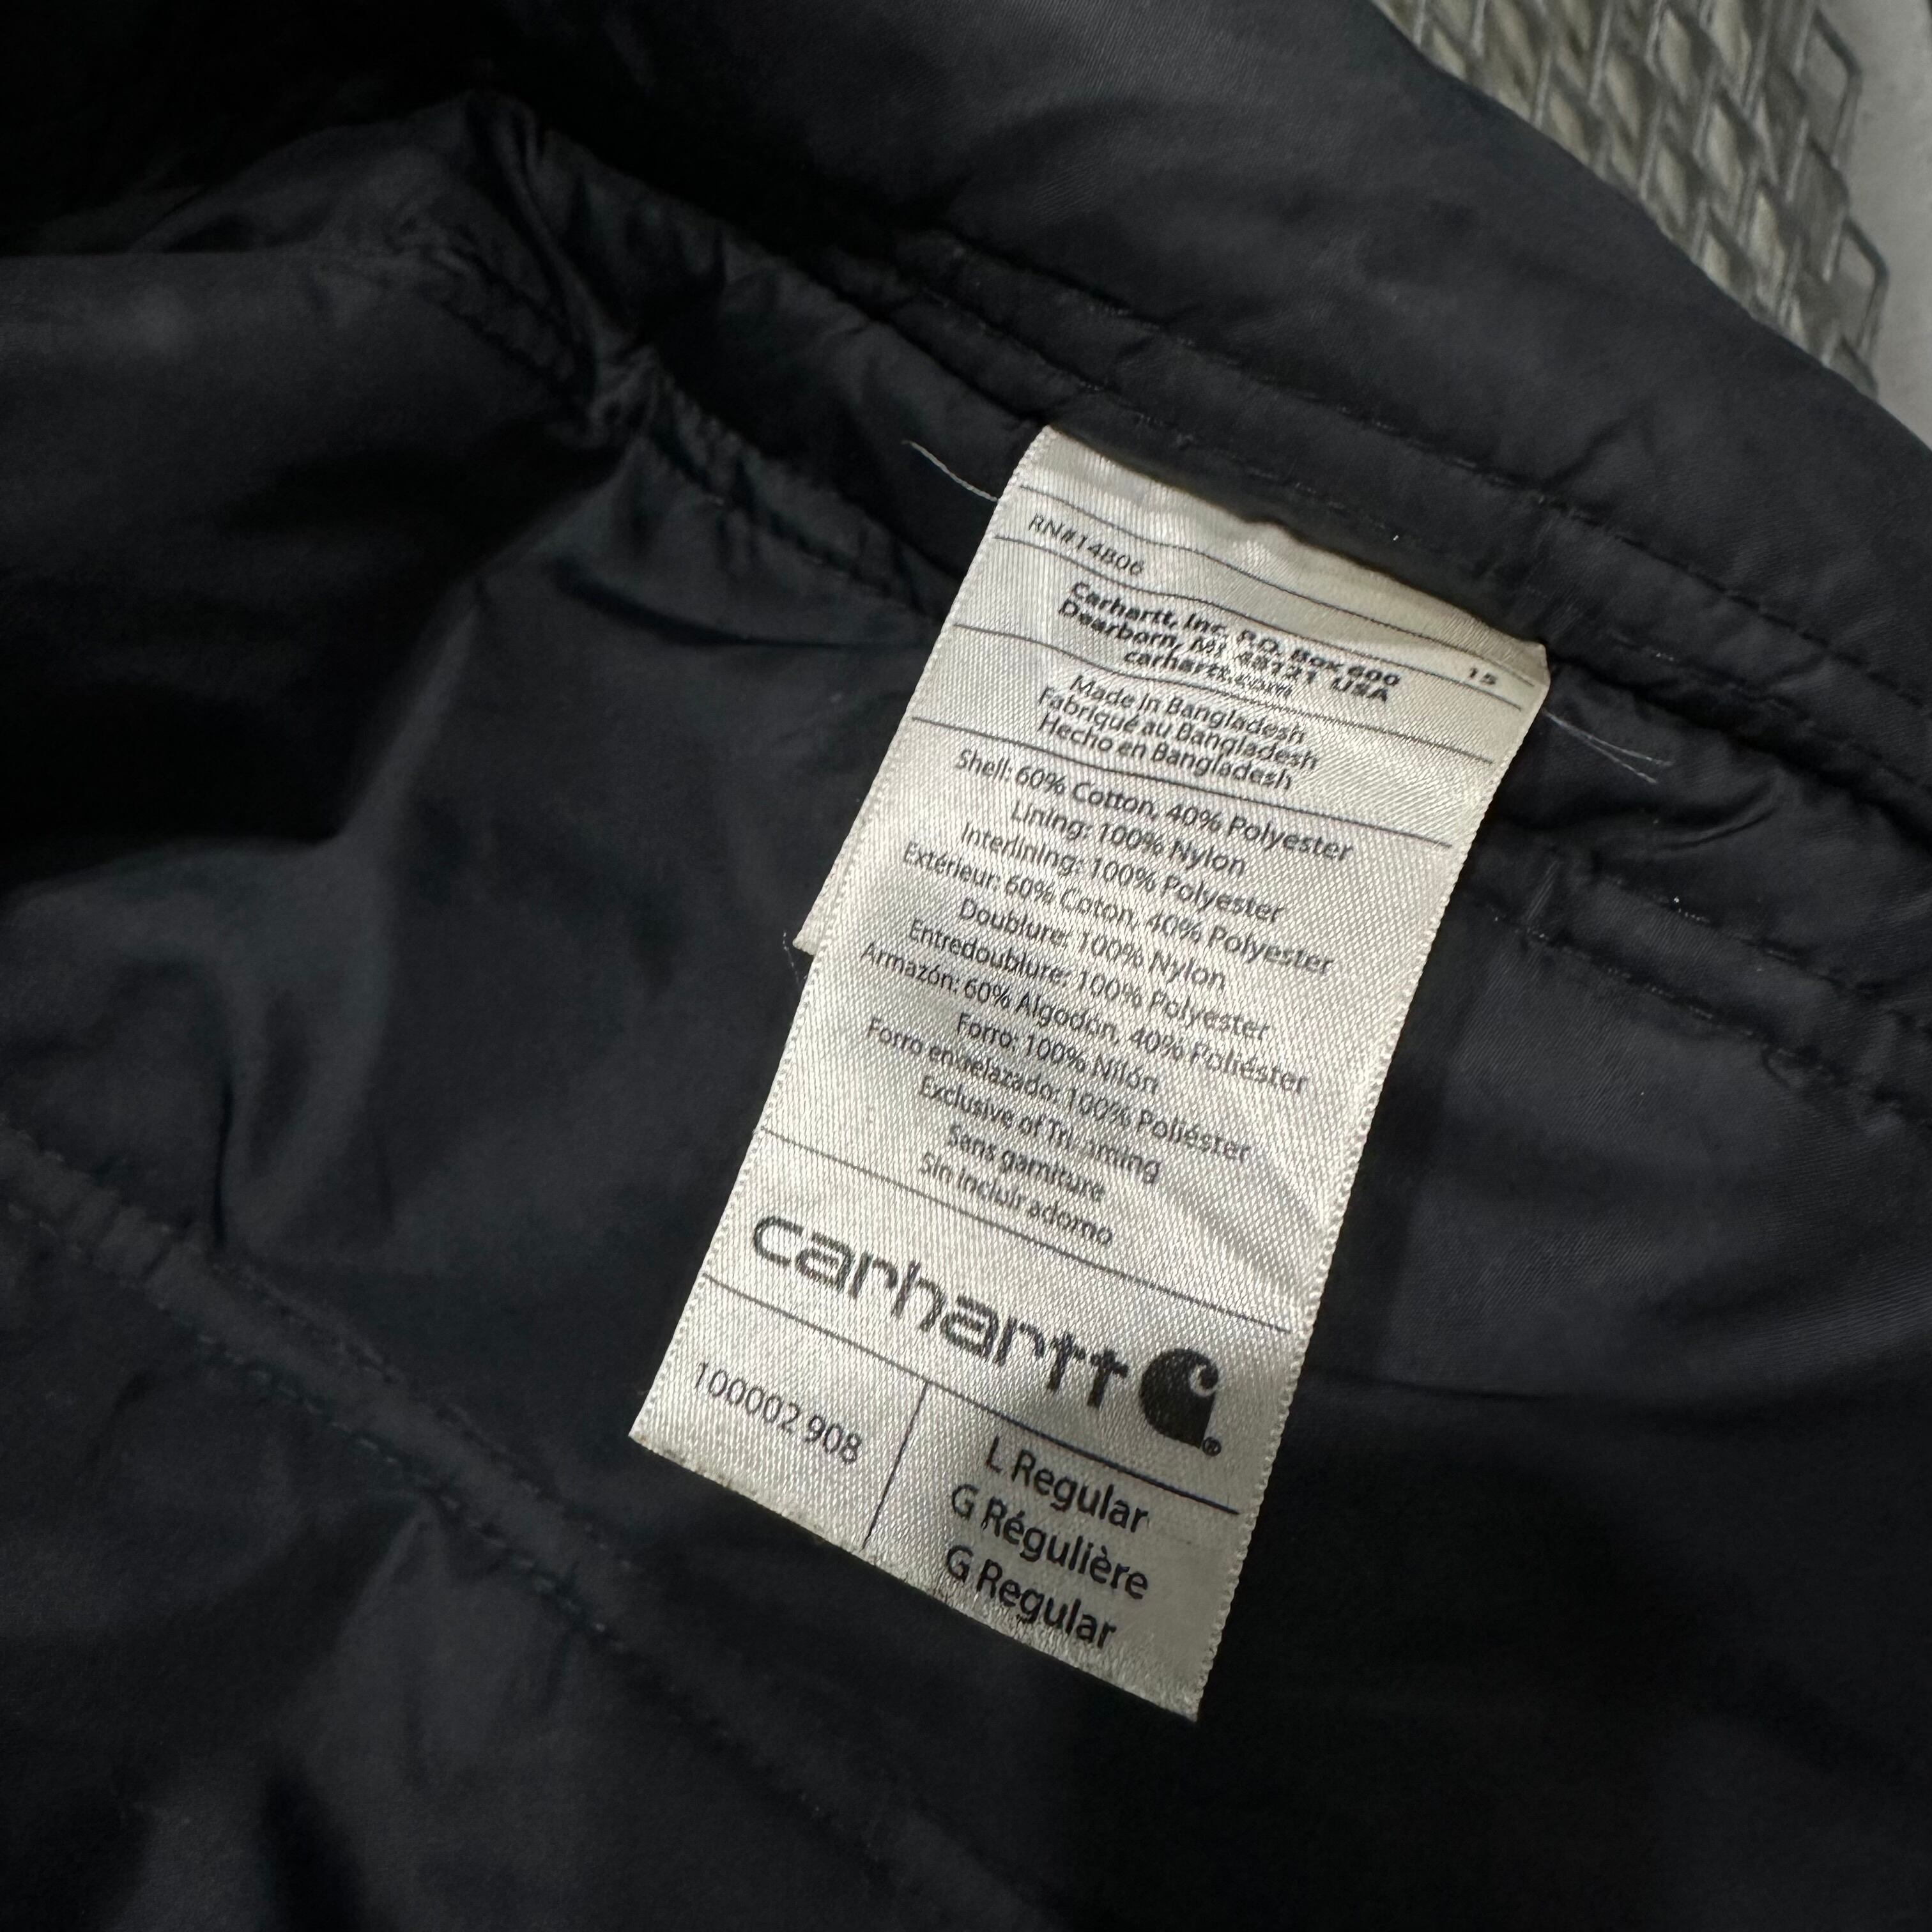 RN#14806
Carhartt, Inc. P.O. Box 600
Dearborn, MI 48121 USA
carhartt.com
15
Made in Bangladesh
Fabriqué au Bangladesh
Hecho en Bangladesh
Shell: 60% Cotton, 40% Polyester
Lining: 100% Nylon
Interlining: 100% Polyester
Extérieur: 60% Coton, 40% Polyester
Doublure: 100% Nylon
Entredoublure: 100% Polyester
Armazón: 60% Algodon, 40% Poliéster
Forro: 100% Nilón
Forro enrelazado: 100% Poliéster
Exclusive of Trimming
Sans garniture
Sin incluir adorno
carhartt ®
100002 908
L Regular
G Régulière
G Regular